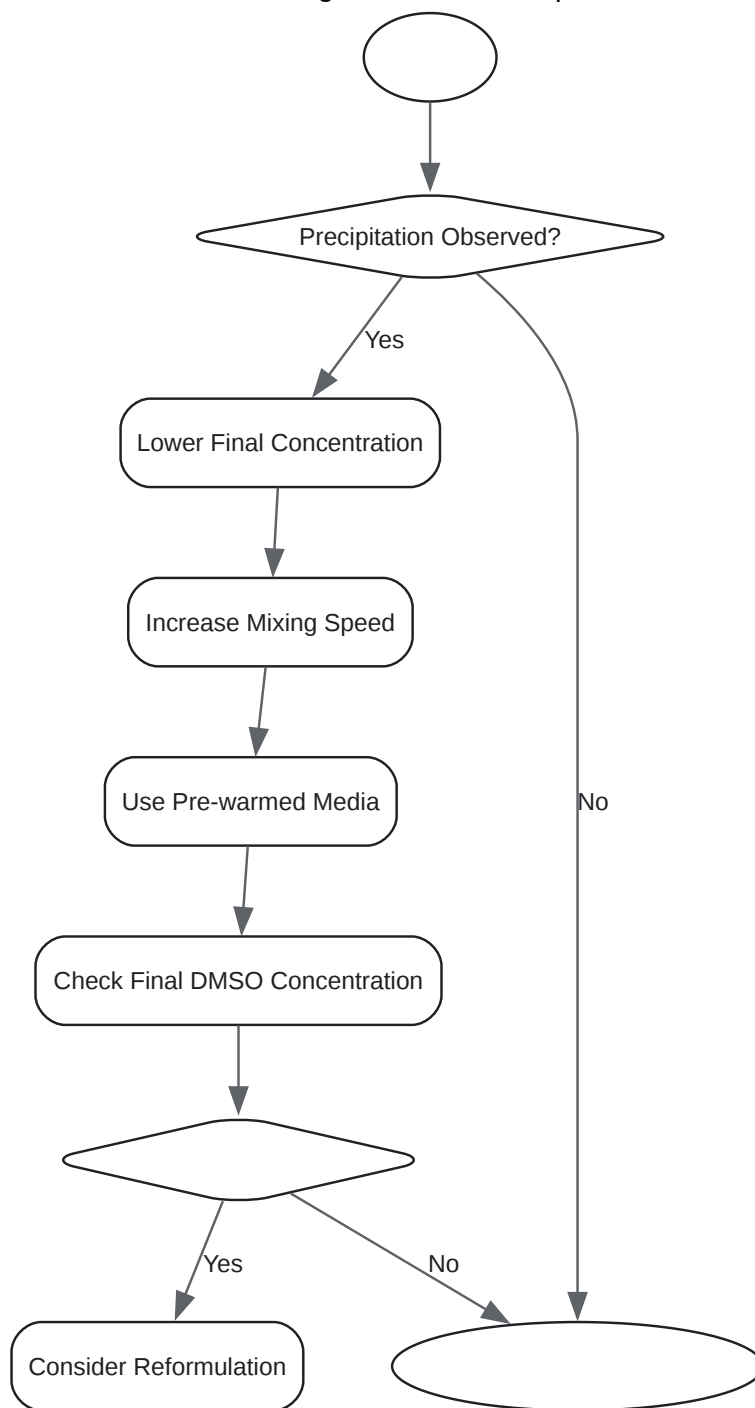 Precipitation Observed?
Yes
Lower Final Concentration
Increase Mixing Speed
Use Pre-warmed Media
No
Check Final DMSO Concentration
Yes
No
Consider Reformulation